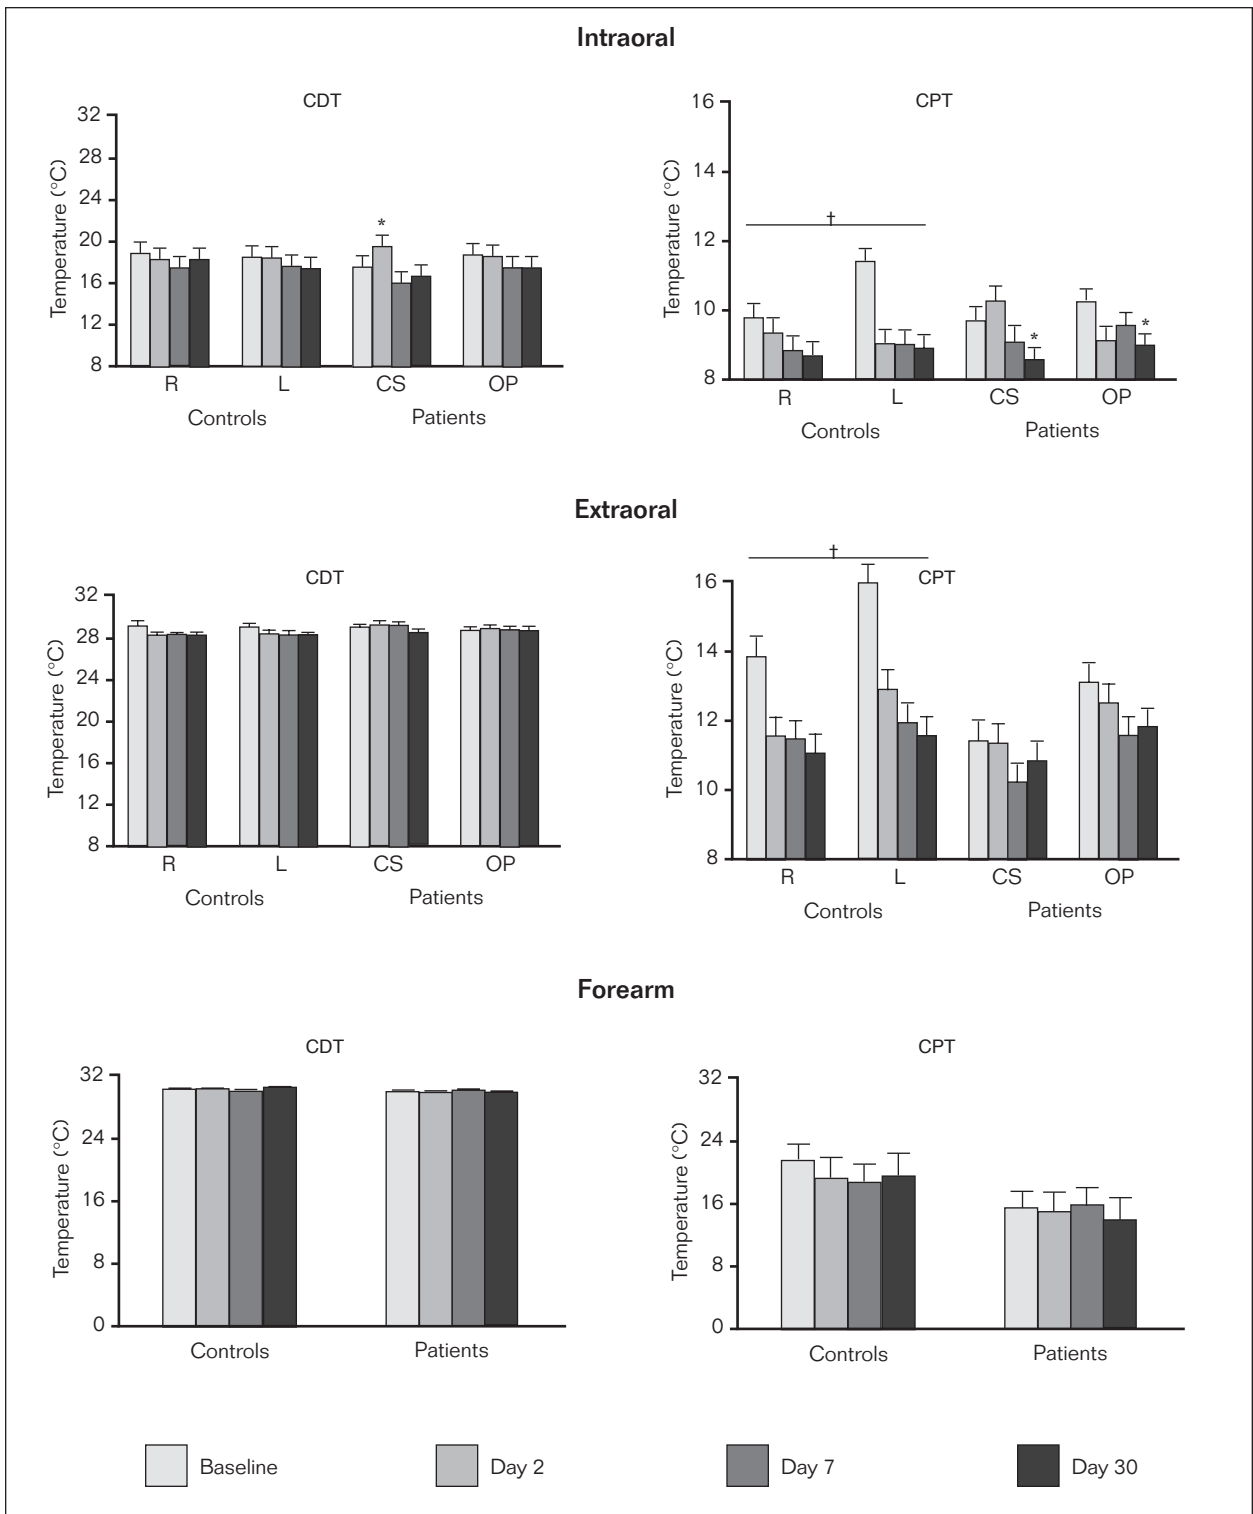 Intraoral
CDT
32
28
24
20
16
12
8
Temperature (°C)
*
R L CS OP
Controls Patients
CPT
16
14
12
10
8
Temperature (°C)
†
* *
R L CS OP
Controls Patients
Extraoral
CDT
32
28
24
20
16
12
8
Temperature (°C)
R L CS OP
Controls Patients
†
CPT
16
14
12
10
8
Temperature (°C)
R L CS OP
Controls Patients
Forearm
CDT
32
24
16
8
0
Temperature (°C)
Controls Patients
CPT
32
24
16
8
0
Temperature (°C)
Controls Patients
Baseline Day 2 Day 7 Day 30